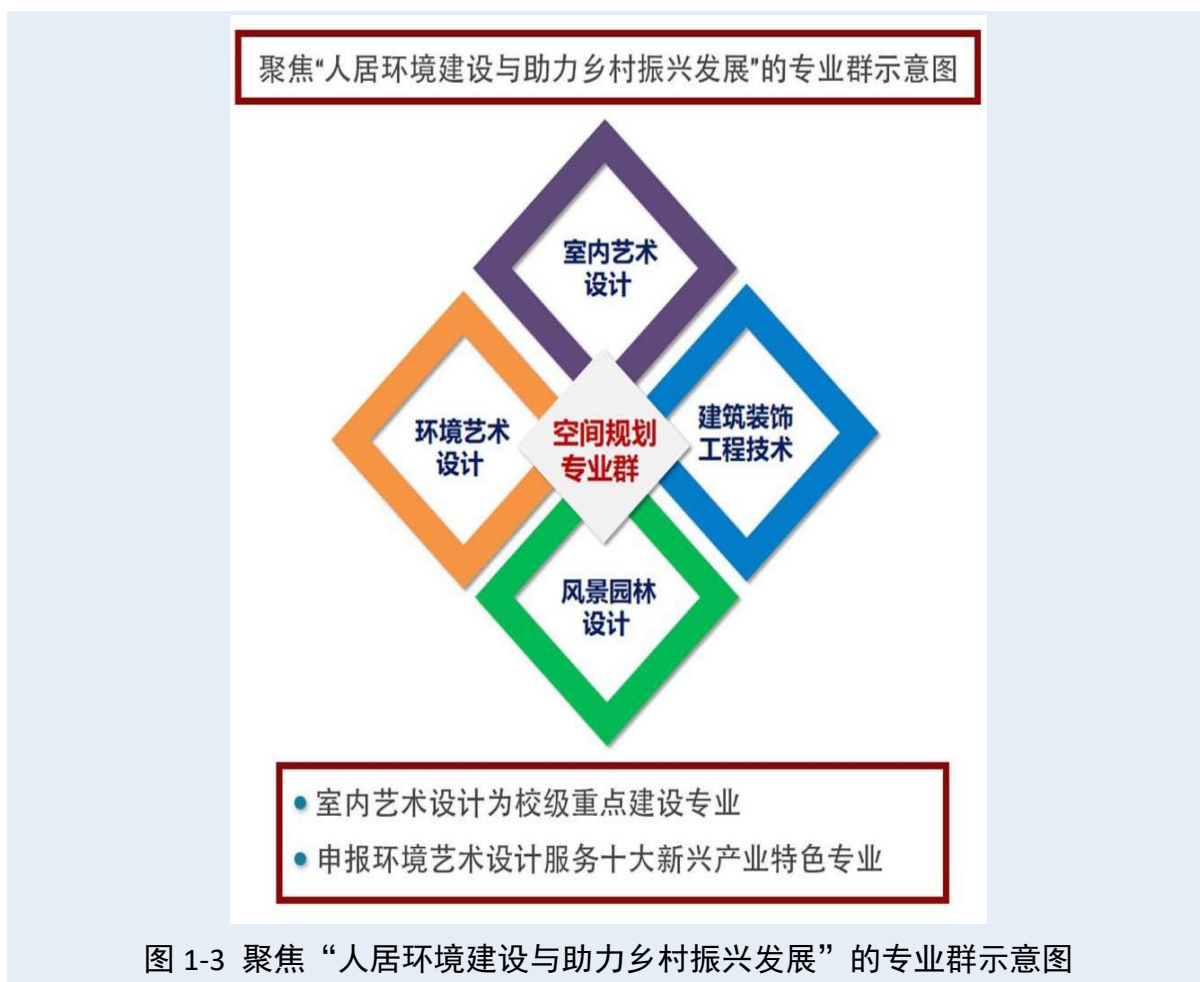 聚焦“人居环境建设与助力乡村振兴发展”的专业群示意图
室内艺术
设计
环境艺术
设计
空间规划
专业群
建筑装饰
工程技术
风景园林
设计
室内艺术设计为校级重点建设专业
申报环境艺术设计服务十大新兴产业特色专业
图 1-3 聚焦“人居环境建设与助力乡村振兴发展”的专业群示意图